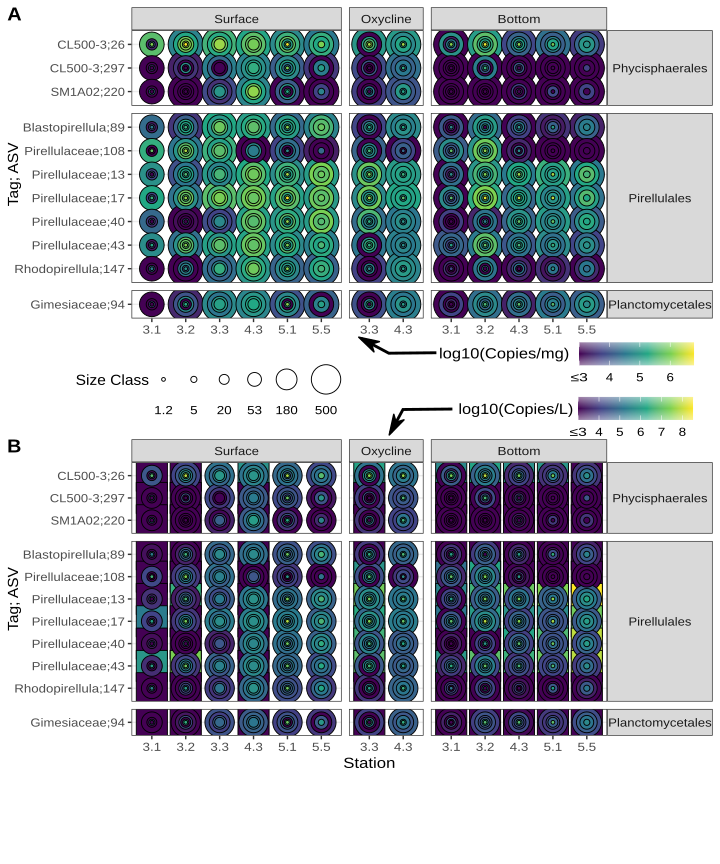 A
Surface Oxycline Bottom
CL500-3;26
CL500-3;297
SM1A02;220
Phycisphaerales
Tag; ASV
Blastopirellula;89
Pirellulaceae;108
Pirellulaceae;13
Pirellulaceae;17
Pirellulaceae;40
Pirellulaceae;43
Rhodopirellula;147
Pirellulales
Gimesiaceae;94
Planctomycetales
3.1 3.2 3.3 4.3 5.1 5.5 3.3 4.3 3.1 3.2 4.3 5.1 5.5
log10(Copies/mg)
≤3 4 5 6
Size Class
1.2 5 20 53 180 500
log10(Copies/L)
≤3 4 5 6 7 8
B
Surface Oxycline Bottom
CL500-3;26
CL500-3;297
SM1A02;220
Phycisphaerales
Tag; ASV
Blastopirellula;89
Pirellulaceae;108
Pirellulaceae;13
Pirellulaceae;17
Pirellulaceae;40
Pirellulaceae;43
Rhodopirellula;147
Pirellulales
Gimesiaceae;94
Planctomycetales
3.1 3.2 3.3 4.3 5.1 5.5 3.3 4.3 3.1 3.2 4.3 5.1 5.5
Station